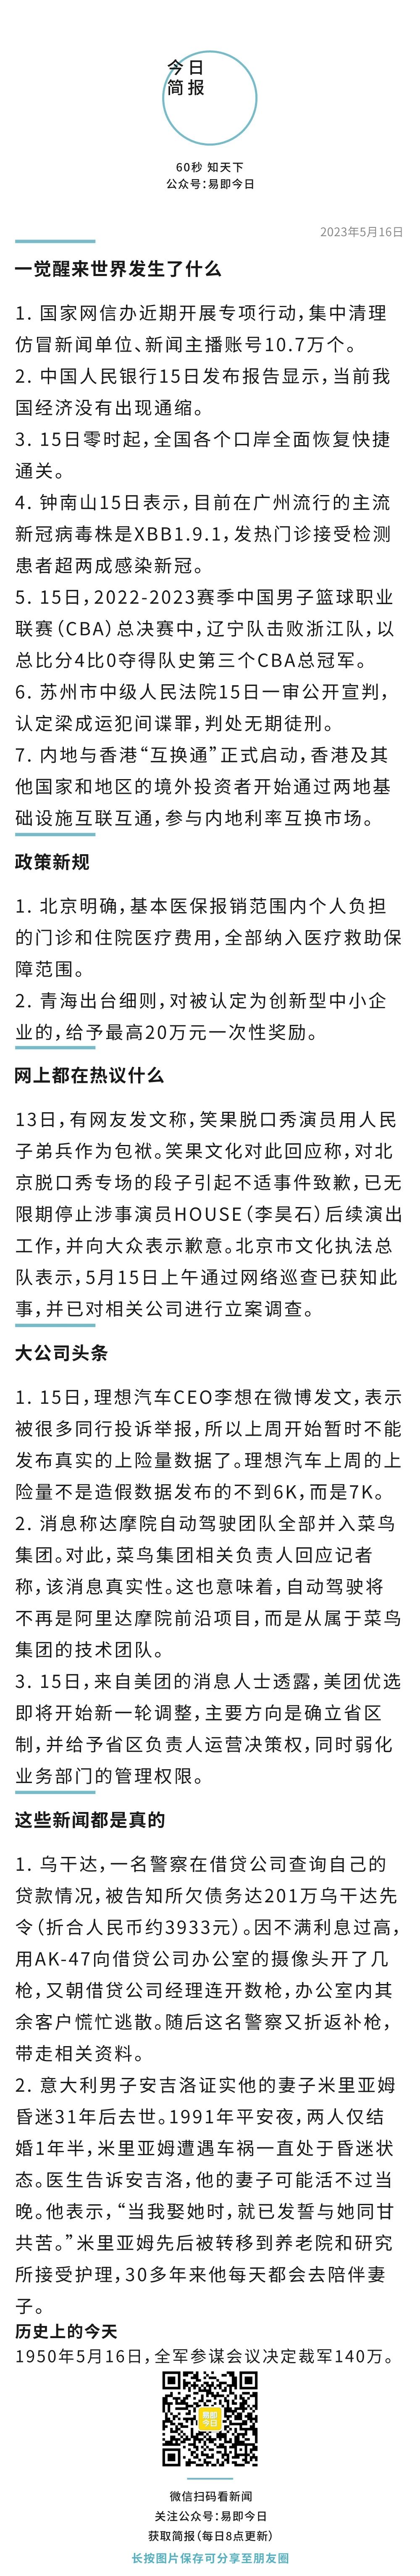 今日
简报
60秒 知天下
公众号：易即今日
2023年5月16日
一觉醒来世界发生了什么
1. 国家网信办近期开展专项行动，集中清理
仿冒新闻单位、新闻主播账号10.7万个。
2. 中国人民银行15日发布报告显示，当前我
国经济没有出现通缩。
3. 15日零时起，全国各个口岸全面恢复快捷
通关。
4. 钟南山15日表示，目前在广州流行的主流
新冠病毒株是XBB1.9.1，发热门诊接受检测
患者超两成感染新冠。
5. 15日，2022-2023赛季中国男子篮球职业
联赛（CBA）总决赛中，辽宁队击败浙江队，以
总比分4比0夺得队史第三个CBA总冠军。
6. 苏州市中级人民法院15日一审公开宣判，
认定梁成运犯间谍罪，判处无期徒刑。
7. 内地与香港“互换通”正式启动，香港及其
他国家和地区的境外投资者开始通过两地基
础设施互联互通，参与内地利率互换市场。
政策新规
1. 北京明确，基本医保报销范围内个人负担
的门诊和住院医疗费用，全部纳入医疗救助保
障范围。
2. 青海出台细则，对被认定为创新型中小企
业的，给予最高20万元一次性奖励。
网上都在热议什么
13日，有网友发文称，笑果脱口秀演员用人民
子弟兵作为包袱。笑果文化对此回应称，对北
京脱口秀专场的段子引起不适事件致歉，已无
限期停止涉事演员HOUSE（李昊石）后续演出
工作，并向大众表示歉意。北京市文化执法总
队表示，5月15日上午通过网络巡查已获知此
事，并已对相关公司进行立案调查。
大公司头条
1. 15日，理想汽车CEO李想在微博发文，表示
被很多同行投诉举报，所以上周开始暂时不能
发布真实的上险量数据了。理想汽车上周的上
险量不是造假数据发布的不到6K，而是7K。
2. 消息称达摩院自动驾驶团队全部并入菜鸟
集团。对此，菜鸟集团相关负责人回应记者
称，该消息真实性。这也意味着，自动驾驶将
不再是阿里达摩院前沿项目，而是从属于菜鸟
集团的技术团队。
3. 15日，来自美团的消息人士透露，美团优选
即将开始新一轮调整，主要方向是确立省区
制，并给予省区负责人运营决策权，同时弱化
业务部门的管理权限。
这些新闻都是真的
1. 乌干达，一名警察在借贷公司查询自己的
贷款情况，被告知所欠债务达201万乌干达先
令（折合人民币约3933元）。因不满利息过高，
用AK-47向借贷公司办公室的摄像头开了几
枪，又朝借贷公司经理连开数枪，办公室内其
余客户慌忙逃散。随后这名警察又折返补枪，
带走相关资料。
2. 意大利男子安吉洛证实他的妻子米里亚姆
昏迷31年后去世。1991年平安夜，两人仅结
婚1年半，米里亚姆遭遇车祸一直处于昏迷状
态。医生告诉安吉洛，他的妻子可能活不过当
晚。他表示，“当我娶她时，就已发誓与她同甘
共苦。”米里亚姆先后被转移到养老院和研究
所接受护理，30多年来他每天都会去陪伴妻
子。
历史上的今天
1950年5月16日，全军参谋会议决定裁军140万。
易即
今日
微信扫码看新闻
关注公众号：易即今日
获取简报（每日8点更新）
长按图片保存可分享至朋友圈